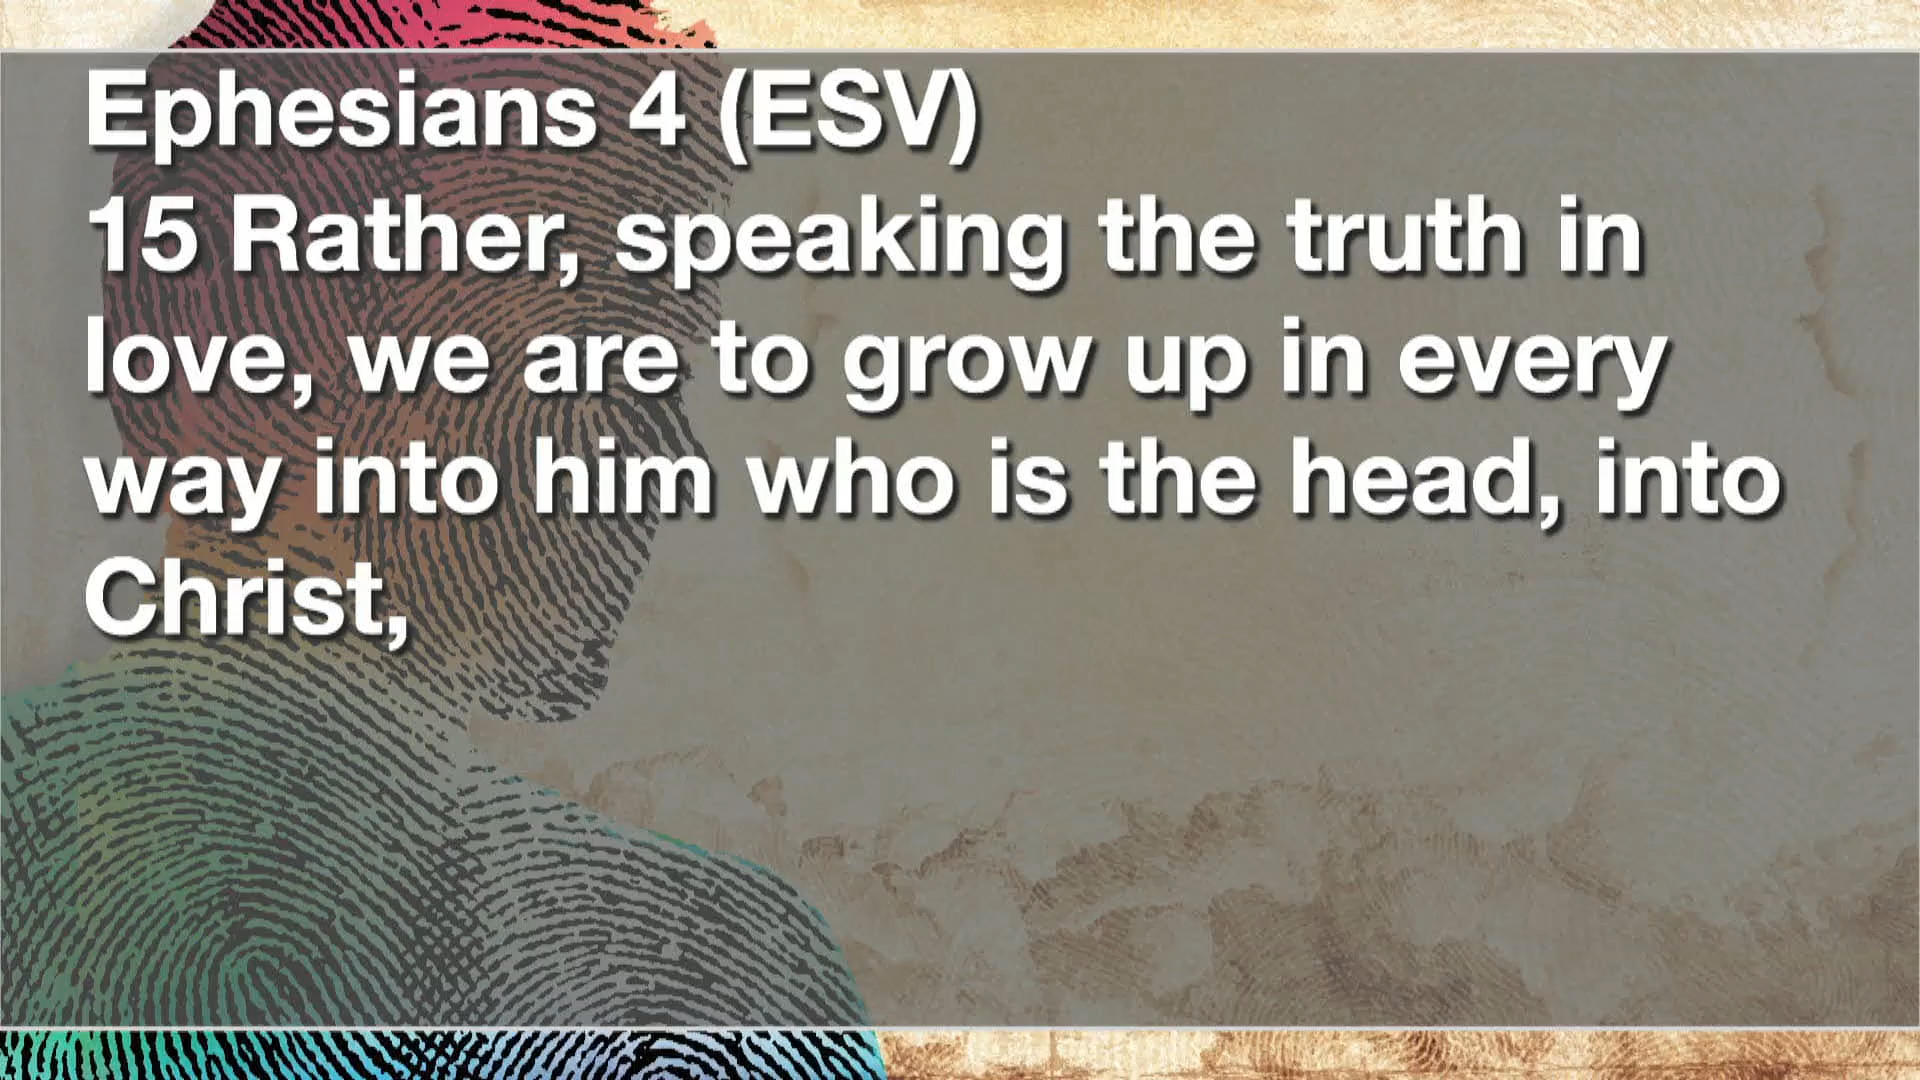 Ephesians 4 (ESV)
15 Rather, speaking the truth in
love, we are to grow up in every
way into him who is the head, into
Christ,